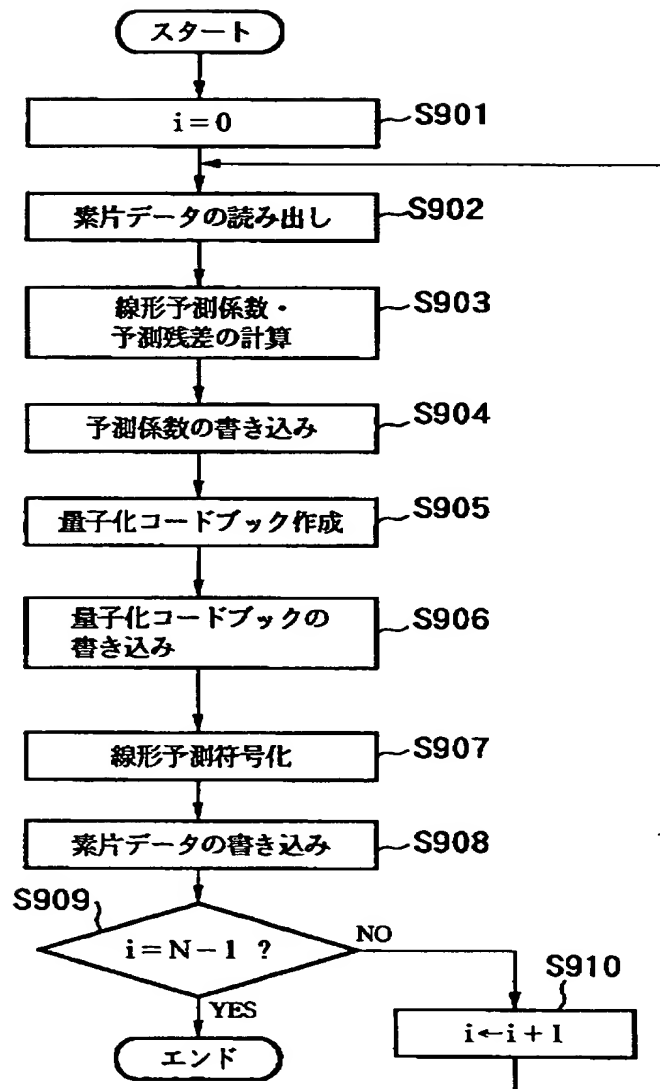 スタート
i=0
S901
素片データの読み出し
S902
線形予測係数・
予測残差の計算
S903
予測係数の書き込み
S904
量子化コードブック作成
S905
量子化コードブックの
書き込み
S906
線形予測符号化
S907
素片データの書き込み
S908
S909
i=N-1 ?
NO
YES
S910
i←i+1
エンド